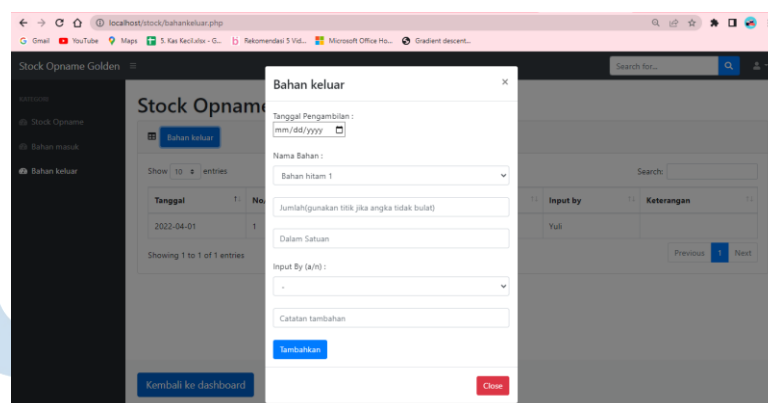 localhost/stock/bahankeluar.php
Gmail YouTube Maps 5. Kas Kecil.xlsx - G... Rekomendasi 5 Vid... Microsoft Office Ho... Gradient descent...
Stock Opname Golden
Search for...
Stock Opname
Bahan masuk
Bahan keluar
Stock Opname
Bahan keluar
Show 10 entries
Search:
Tanggal No, Input by Keterangan
2022-04-01 1 Yuli
Showing 1 to 1 of 1 entries
Previous 1 Next
Kembali ke dashboard
Bahan keluar ×
Tanggal Pengambilan :
mm/dd/yyyy
Nama Bahan :
Bahan hitam 1
Jumlah(gunakan titik jika angka tidak bulat)
Dalam Satuan
Input By (a/n) :
-
Catatan tambahan
Tambahkan
Close